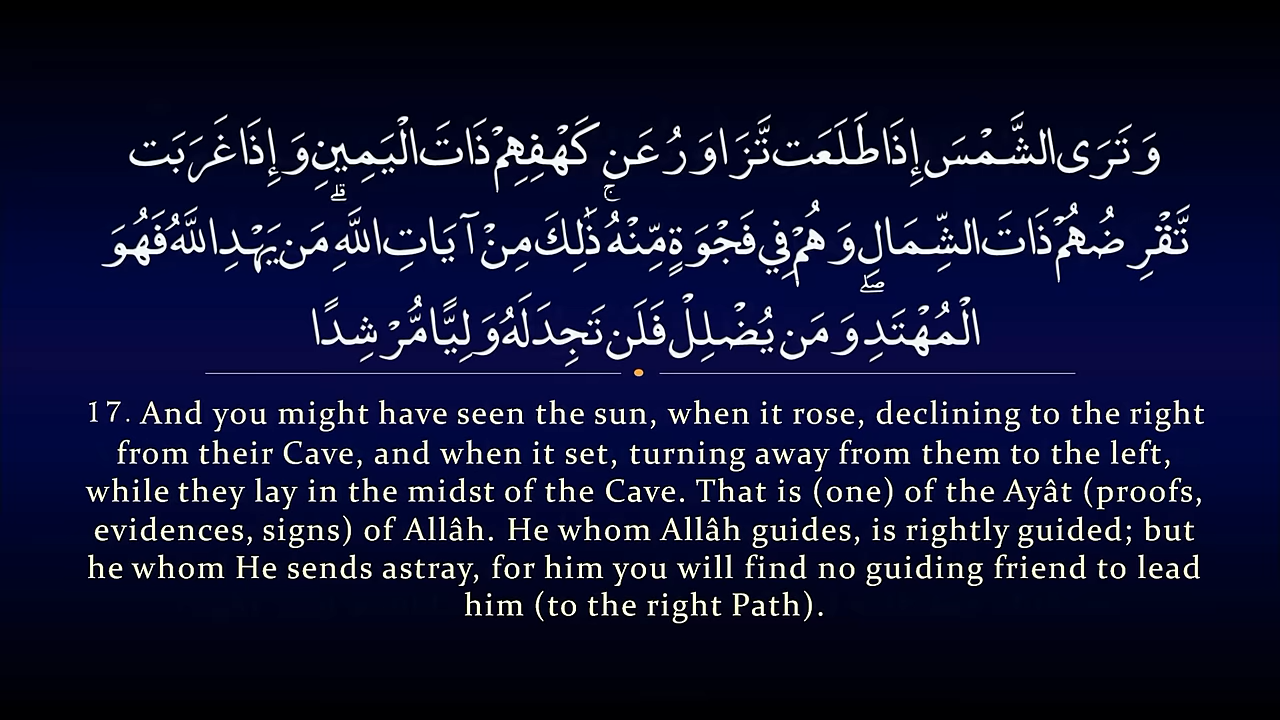 وَتَرَى الشَّمْسَ إِذَا طَلَعَت تَّزَاوَرُ عَن كَهْفِهِمْ ذَاتَ الْيَمِينِ وَإِذَا غَرَبَت
تَّقْرِضُهُمْ ذَاتَ الشِّمَالِ وَهُمْ فِي فَجْوَةٍ مِّنْهُ ۚ ذَٰلِكَ مِنْ آيَاتِ اللَّهِ ۗ مَن يَهْدِ اللَّهُ فَهُوَ
الْمُهْتَدِ ۖ وَمَن يُضْلِلْ فَلَن تَجِدَ لَهُ وَلِيًّا مُّرْشِدًا
17. And you might have seen the sun, when it rose, declining to the right
from their Cave, and when it set, turning away from them to the left,
while they lay in the midst of the Cave. That is (one) of the Ayât (proofs,
evidences, signs) of Allâh. He whom Allâh guides, is rightly guided; but
he whom He sends astray, for him you will find no guiding friend to lead
him (to the right Path).